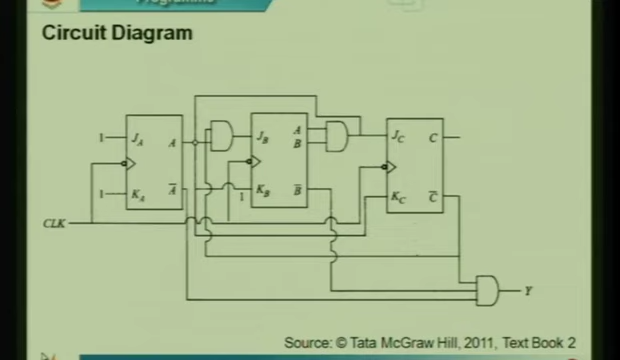 Programme
Circuit Diagram
1 J_A A
J_B A
B
J_C C
1 K_A A̅
1 K_B B̅
K_C C̅
CLK
Y
Source: © Tata McGraw Hill, 2011, Text Book 2